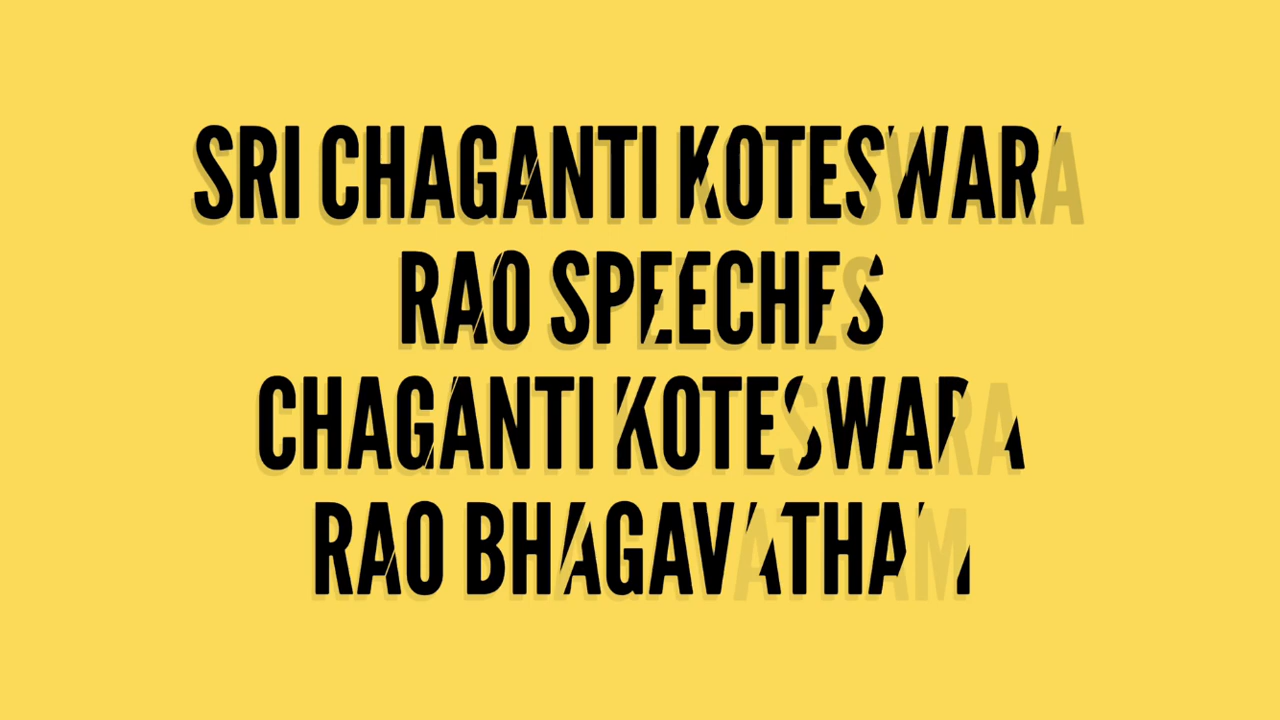 SRI CHAGANTI KOTESWARA
RAO SPEECHES
CHAGANTI KOTESWARA
RAO BHAGAVATHAM